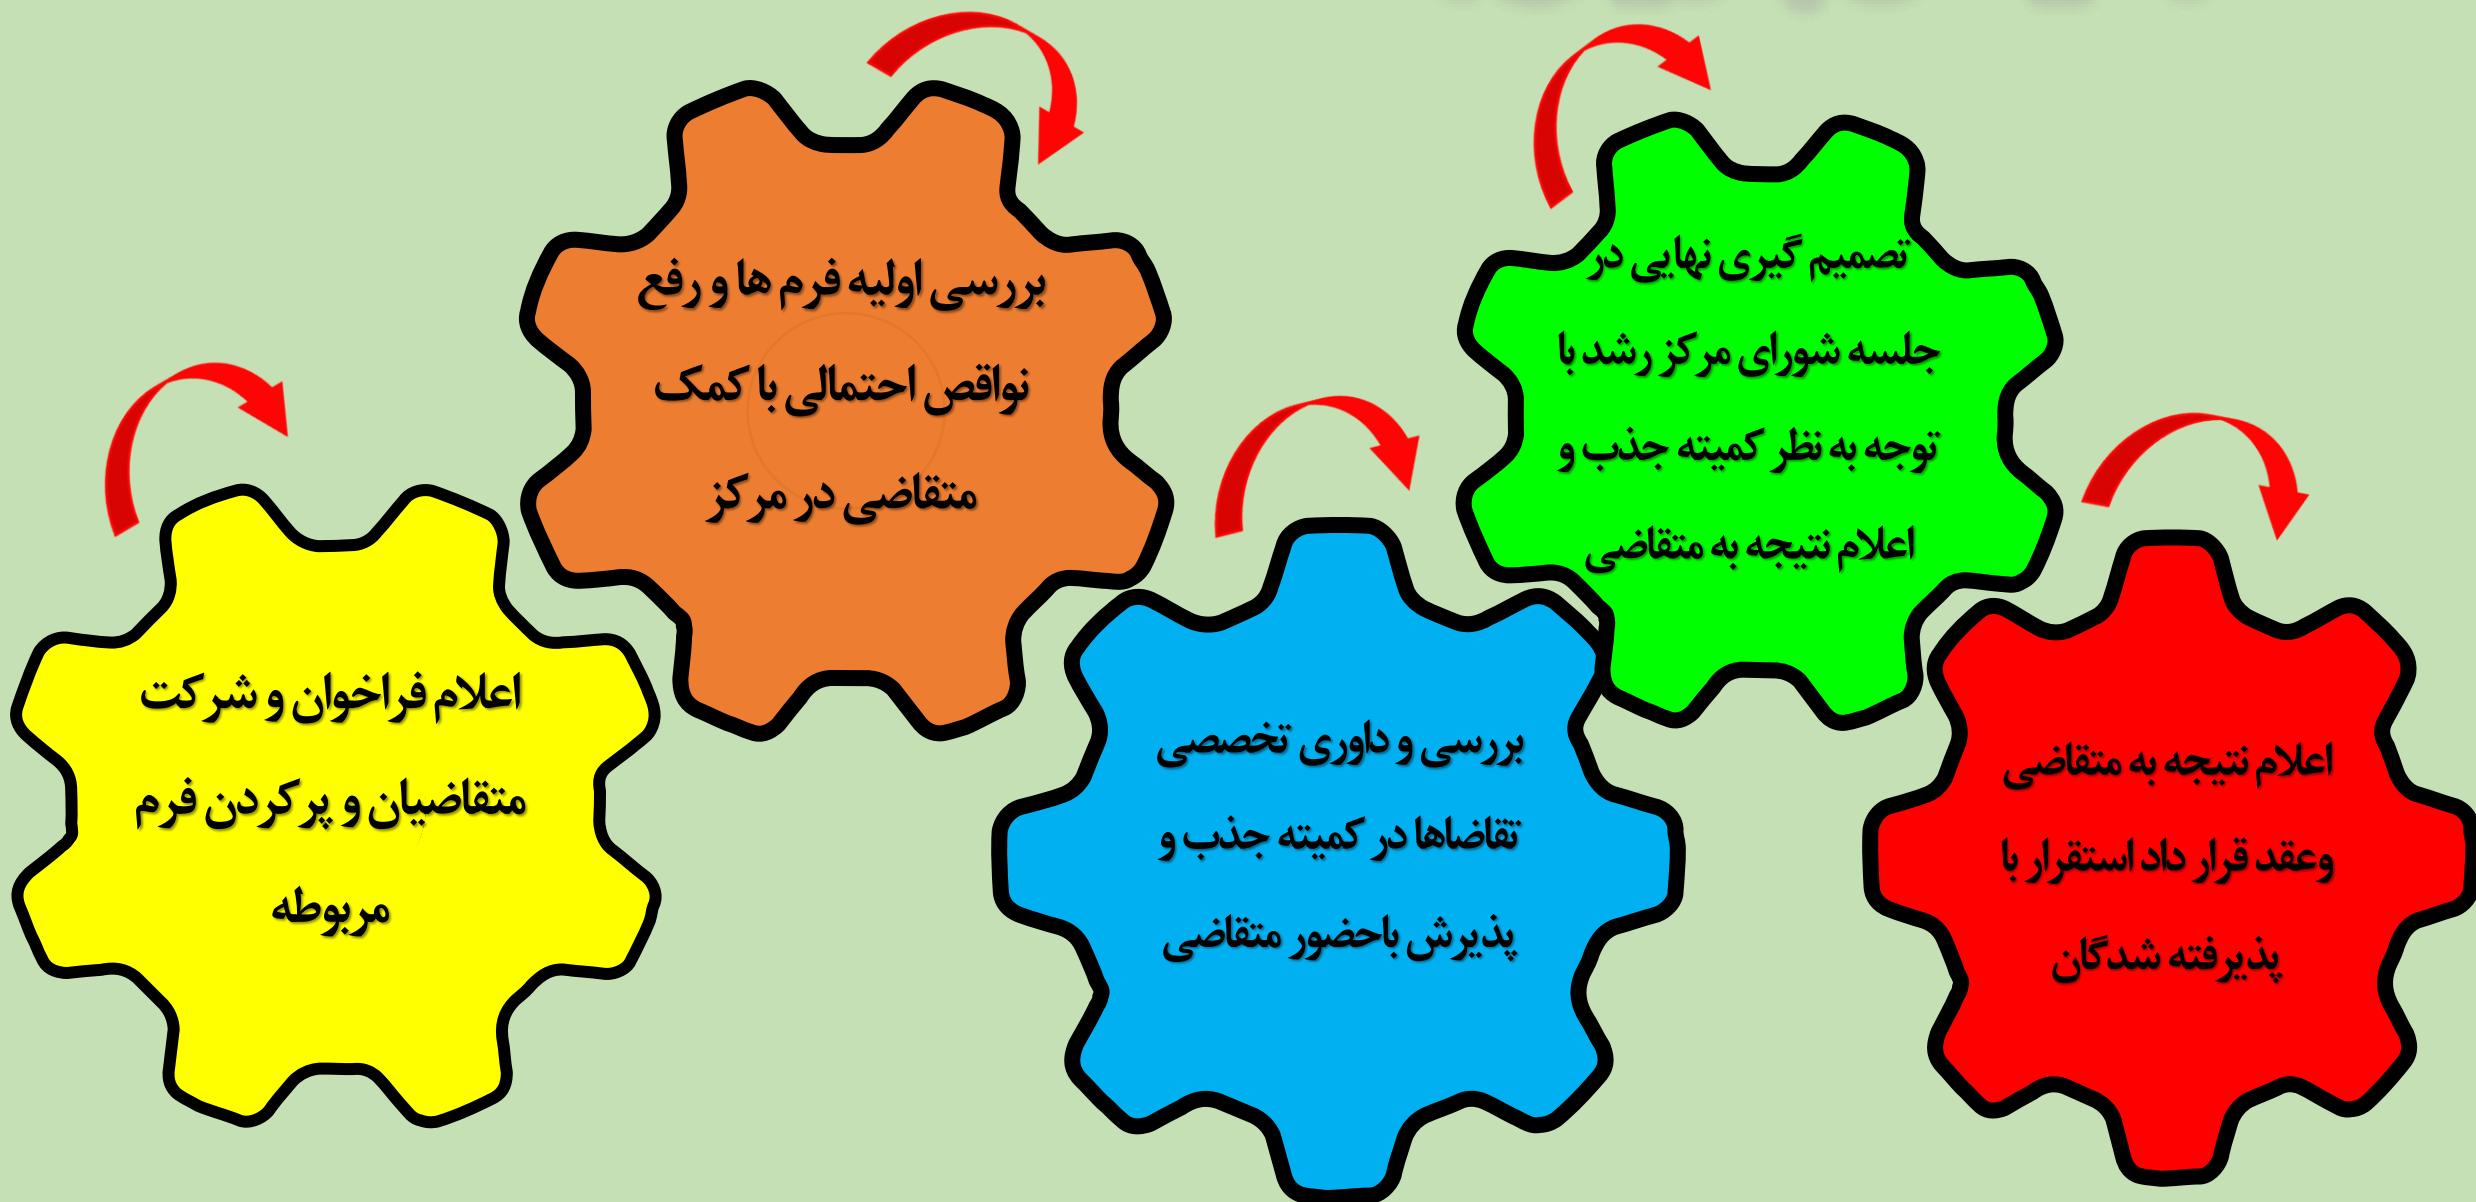 اعلام فراخوان و شرکت
متقاضیان و پر کردن فرم
مربوطه
بررسی اولیه فرم ها و رفع
نواقص احتمالی با کمک
متقاضی در مرکز
بررسی و داوری تخصصی
تقاضاها در کمیته جذب و
پذیرش باحضور متقاضی
تصمیم گیری نهایی در
جلسه شورای مرکز رشد با
توجه به نظر کمیته جذب و
اعلام نتیجه به متقاضی
اعلام نتیجه به متقاضی
وعقد قرار داد استقرار با
پذیرفته شدگان